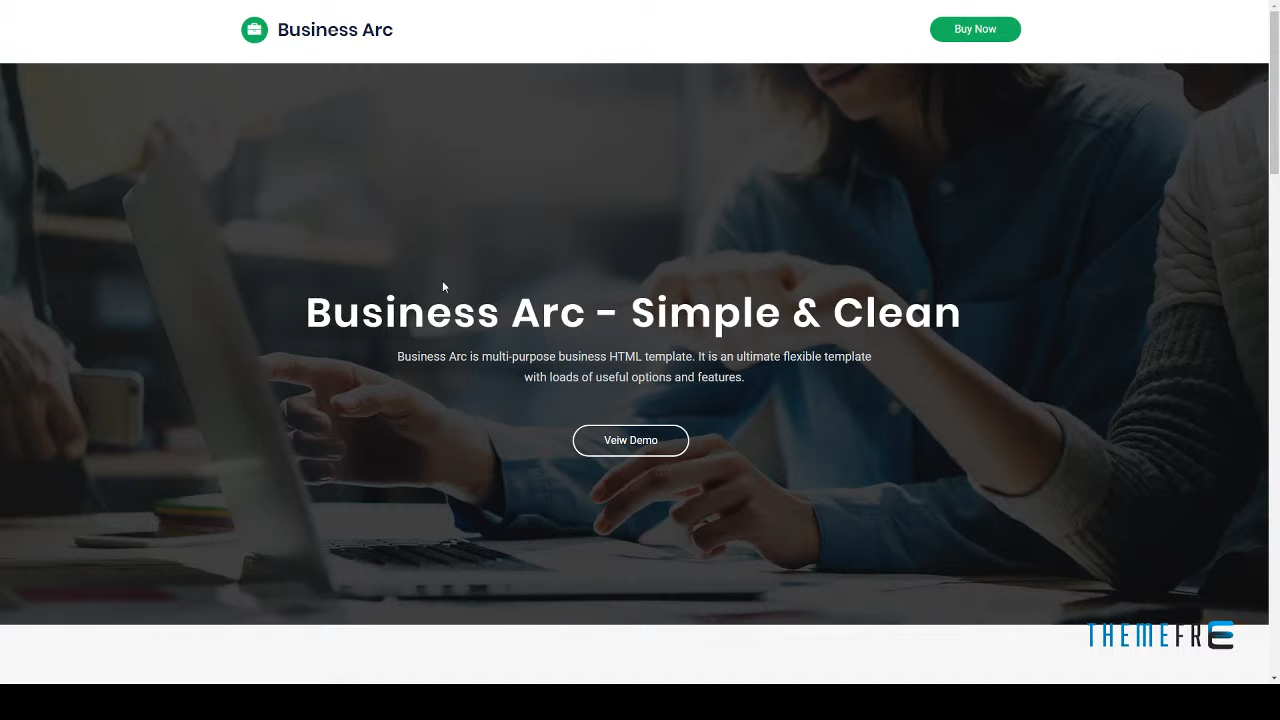 Business Arc
Buy Now
Business Arc - Simple & Clean
Business Arc is multi-purpose business HTML template. It is an ultimate flexible template
with loads of useful options and features.
Veiw Demo
THEMEFRE